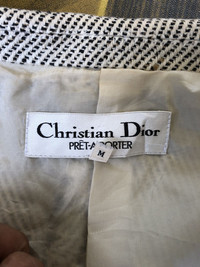 Christian Dior
PRÊT-A-PORTER
M